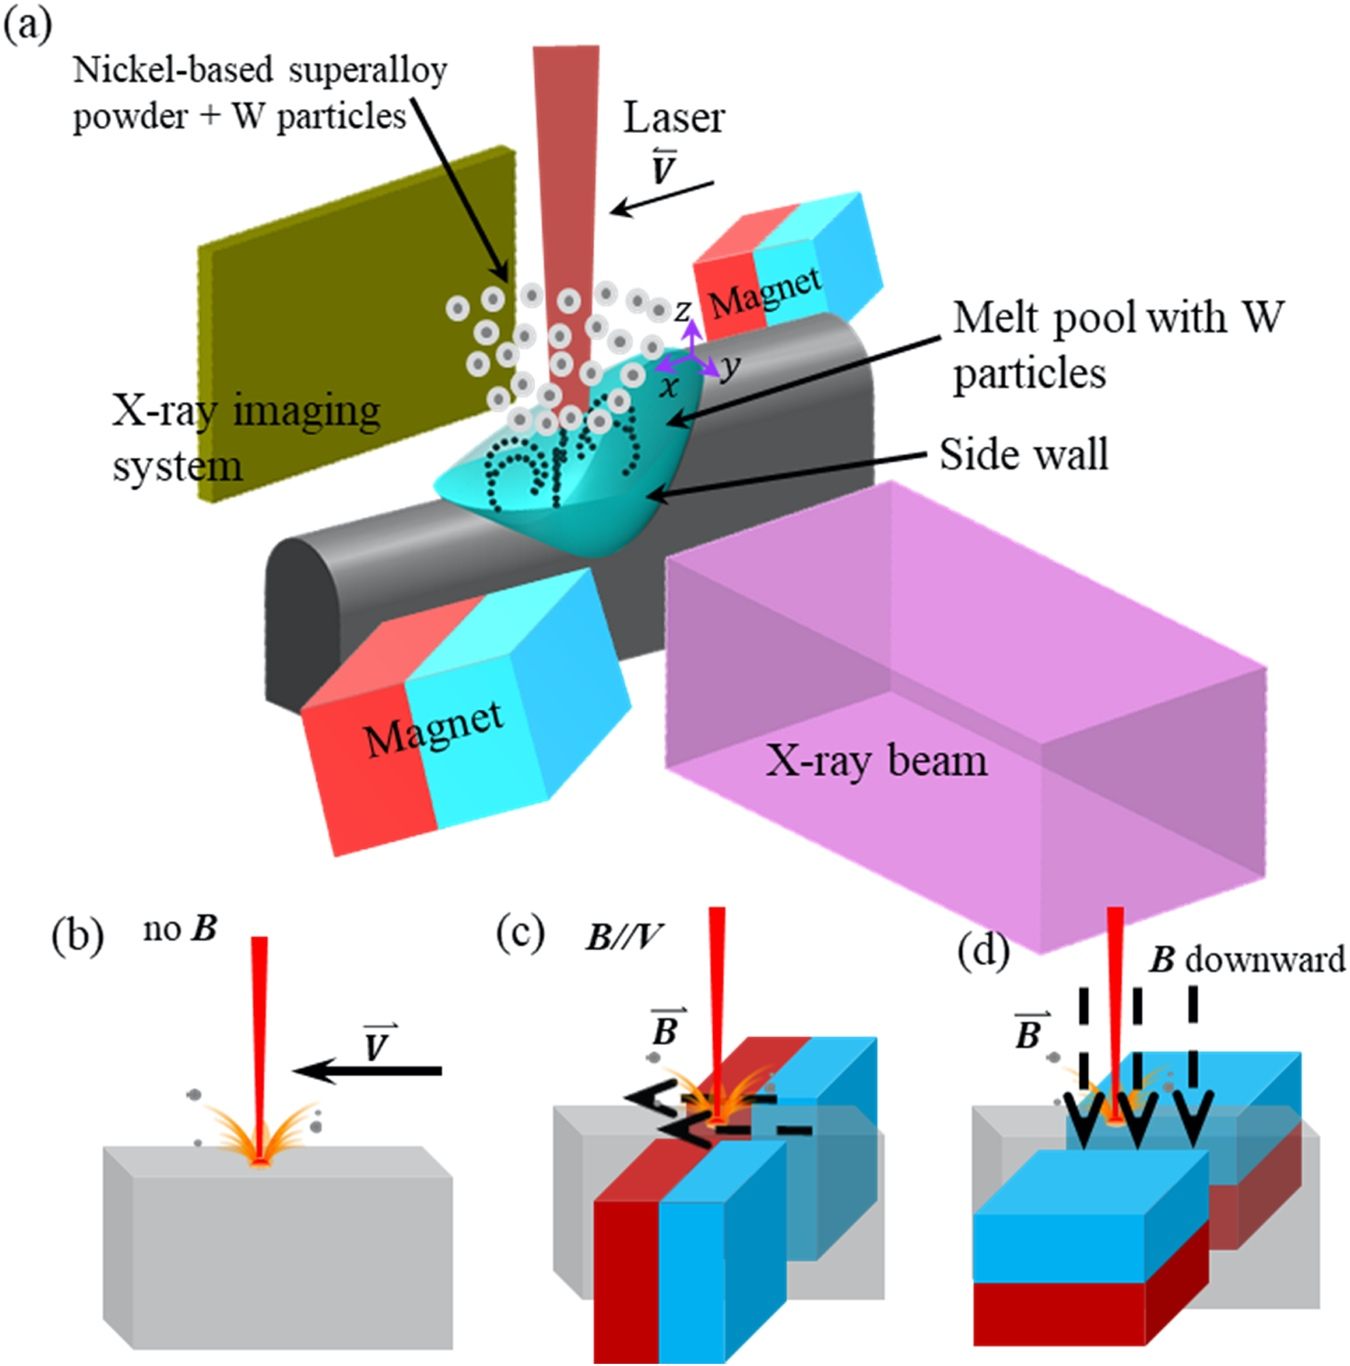 (a)
Nickel-based superalloy
powder + W particles
Laser
V
Magnet
z
x
y
Melt pool with W
particles
X-ray imaging
system
Side wall
Magnet
X-ray beam
(b)
no B
V
(c)
B//V
B
(d)
B downward
B